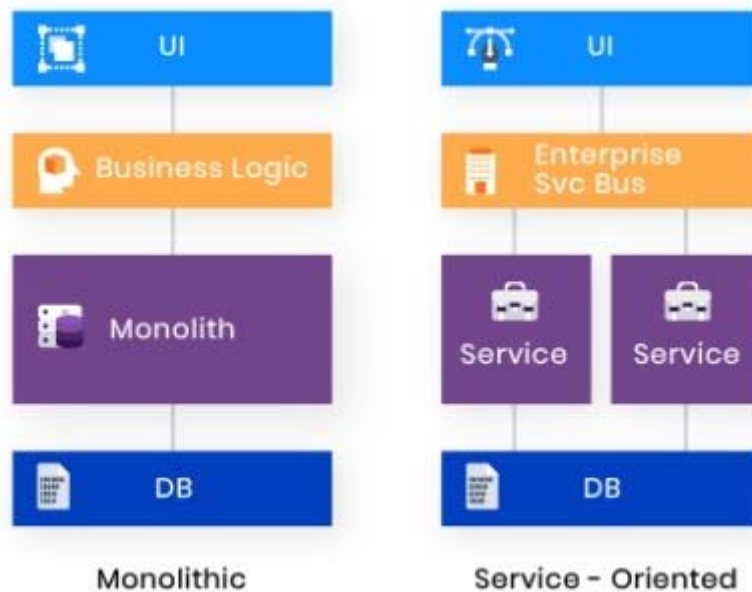 UI
Business Logic
Monolith
DB
Monolithic
UI
Enterprise
Svc Bus
Service
Service
DB
Service - Oriented